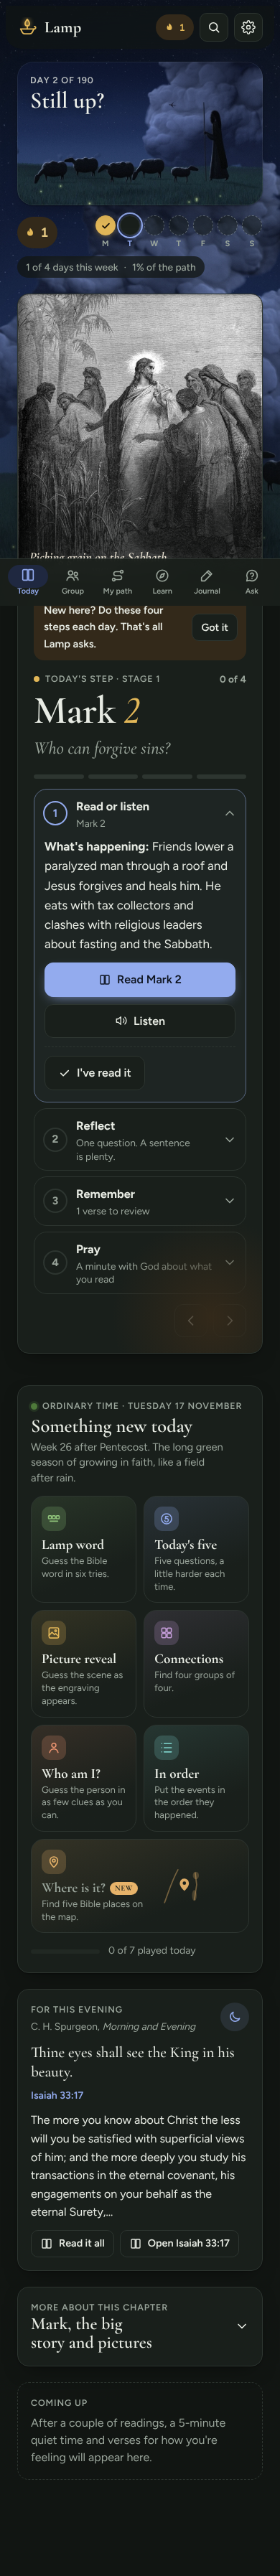 Lamp
1
DAY 2 OF 190
Still up?
1
M T W T F S S
1 of 4 days this week · 1% of the path
Picking grain on the Sabbath
Today Group My path Learn Journal Ask
New here? Do these four
steps each day. That's all
Lamp asks.
Got it
TODAY'S STEP · STAGE 1
0 of 4
Mark 2
Who can forgive sins?
1
Read or listen
Mark 2
What's happening: Friends lower a
paralyzed man through a roof and
Jesus forgives and heals him. He
eats with tax collectors and
clashes with religious leaders
about fasting and the Sabbath.
Read Mark 2
Listen
I've read it
2
Reflect
One question. A sentence
is plenty.
3
Remember
1 verse to review
4
Pray
A minute with God about what
you read
ORDINARY TIME · TUESDAY 17 NOVEMBER
Something new today
Week 26 after Pentecost. The long green
season of growing in faith, like a field
after rain.
Lamp word
Guess the Bible
word in six tries.
5
Today's five
Five questions, a
little harder each
time.
Picture reveal
Guess the scene as
the engraving
appears.
Connections
Find four groups of
four.
Who am I?
Guess the person in
as few clues as you
can.
In order
Put the events in
the order they
happened.
Where is it? NEW
Find five Bible places on
the map.
0 of 7 played today
FOR THIS EVENING
C. H. Spurgeon, Morning and Evening
Thine eyes shall see the King in his
beauty.
Isaiah 33:17
The more you know about Christ the less
will you be satisfied with superficial views
of him; and the more deeply you study his
transactions in the eternal covenant, his
engagements on your behalf as the
eternal Surety,...
Read it all
Open Isaiah 33:17
MORE ABOUT THIS CHAPTER
Mark, the big
story and pictures
COMING UP
After a couple of readings, a 5-minute
quiet time and verses for how you're
feeling will appear here.